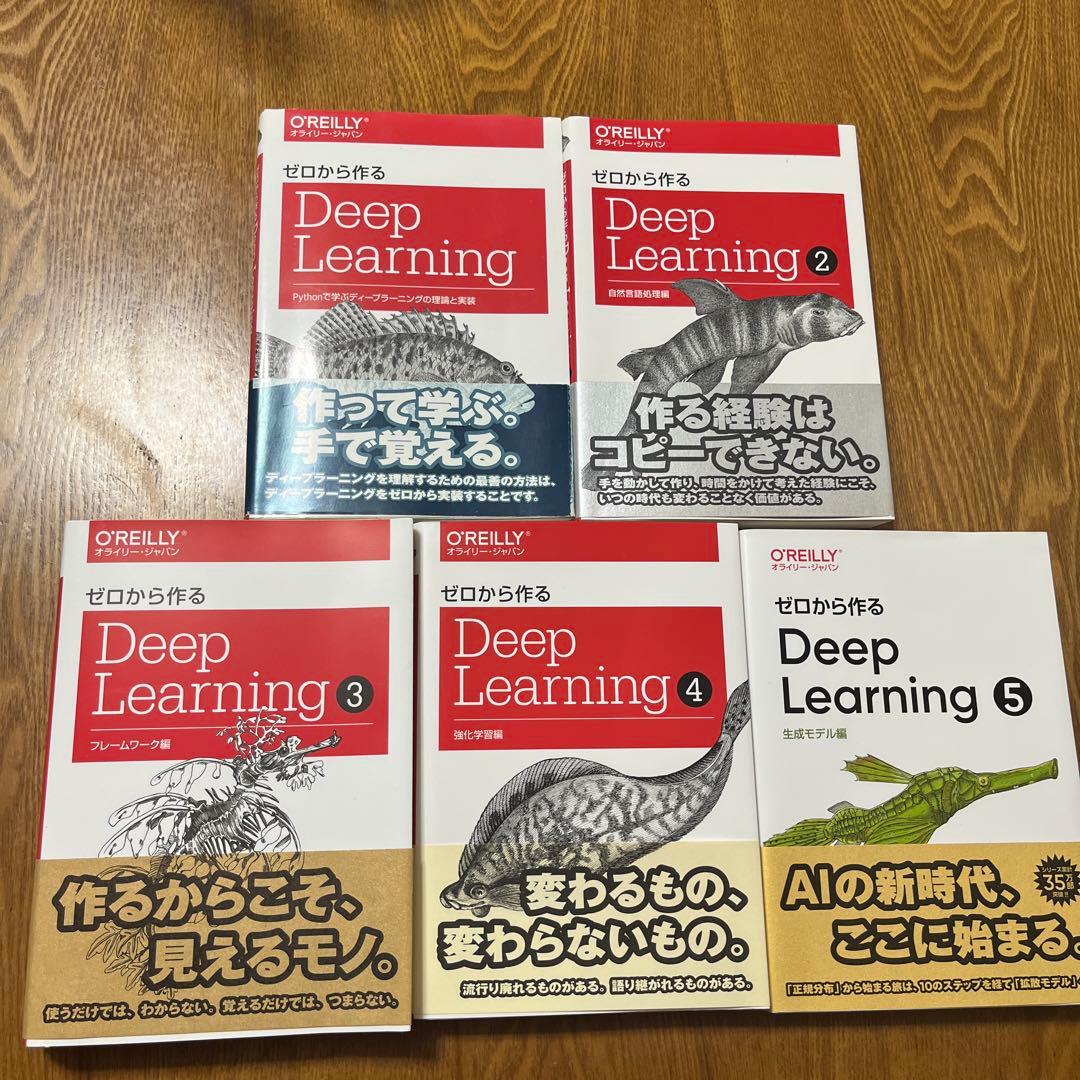 O'REILLY®
オライリー・ジャパン
ゼロから作る
Deep
Learning
Pythonで学ぶディープラーニングの理論と実装
作って学ぶ。
手で覚える。
ディープラーニングを理解するための最善の方法は、
ディープラーニングをゼロから実装することです。
O'REILLY®
オライリー・ジャパン
ゼロから作る
Deep
Learning 2
自然言語処理編
作る経験は
コピーできない。
手を動かして作り、時間をかけて考えた経験にこそ、
いつの時代も変わることなく価値がある。
O'REILLY®
オライリー・ジャパン
ゼロから作る
Deep
Learning 3
フレームワーク編
作るからこそ、
見えるモノ。
使うだけでは、わからない。覚えるだけでは、つまらない。
O'REILLY®
オライリー・ジャパン
ゼロから作る
Deep
Learning 4
強化学習編
変わるもの、
変わらないもの。
流行り廃れるものがある。語り継がれるものがある。
O'REILLY®
オライリー・ジャパン
ゼロから作る
Deep
Learning 5
生成モデル編
AIの新時代、
ここに始まる。
シリーズ累計
35万部
突破!!
「正規分布」から始まる旅は、10のステップを経て「拡散モデル」